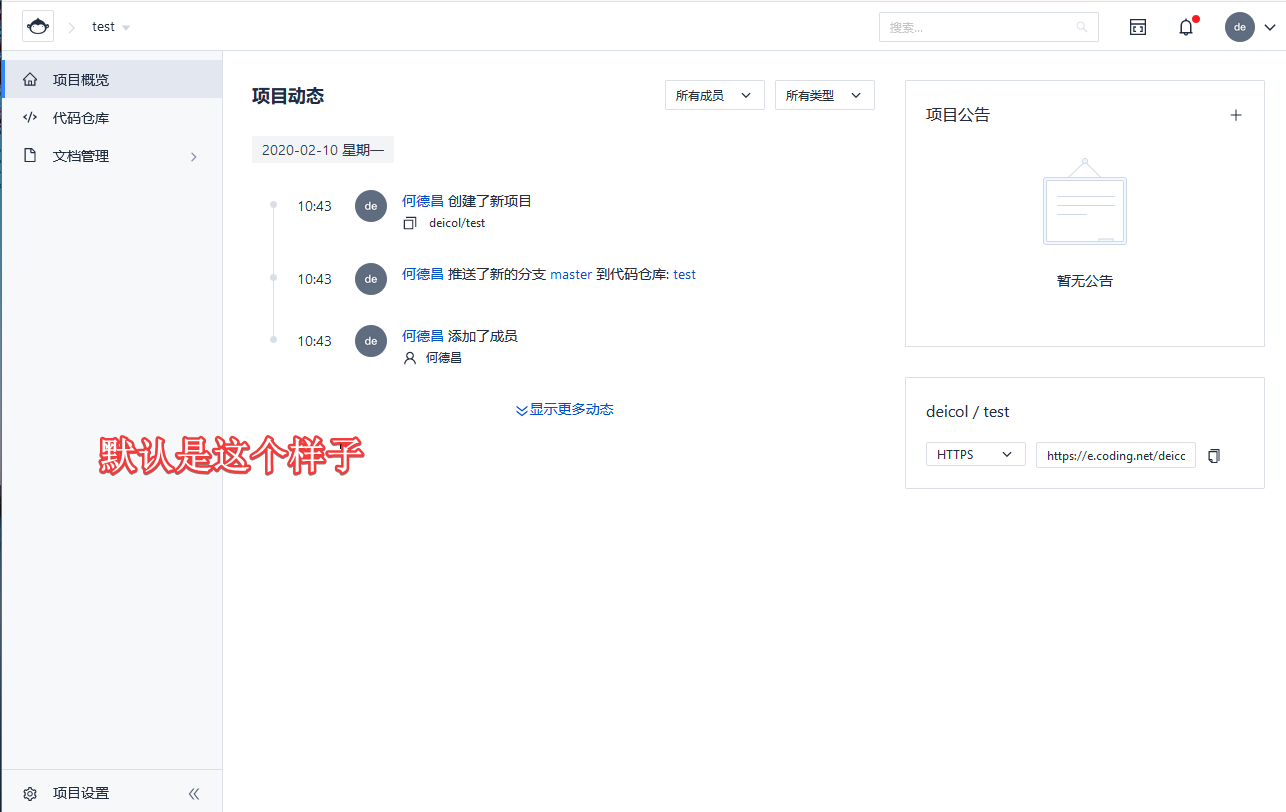 test
搜索...
de
项目概览
代码仓库
文档管理
项目设置
项目动态
所有成员
所有类型
2020-02-10 星期一
10:43
de
何德昌 创建了新项目
deicol/test
10:43
de
何德昌 推送了新的分支 master 到代码仓库: test
10:43
de
何德昌 添加了成员
何德昌
显示更多动态
默认是这个样子
项目公告
暂无公告
deicol / test
HTTPS
https://e.coding.net/deicc